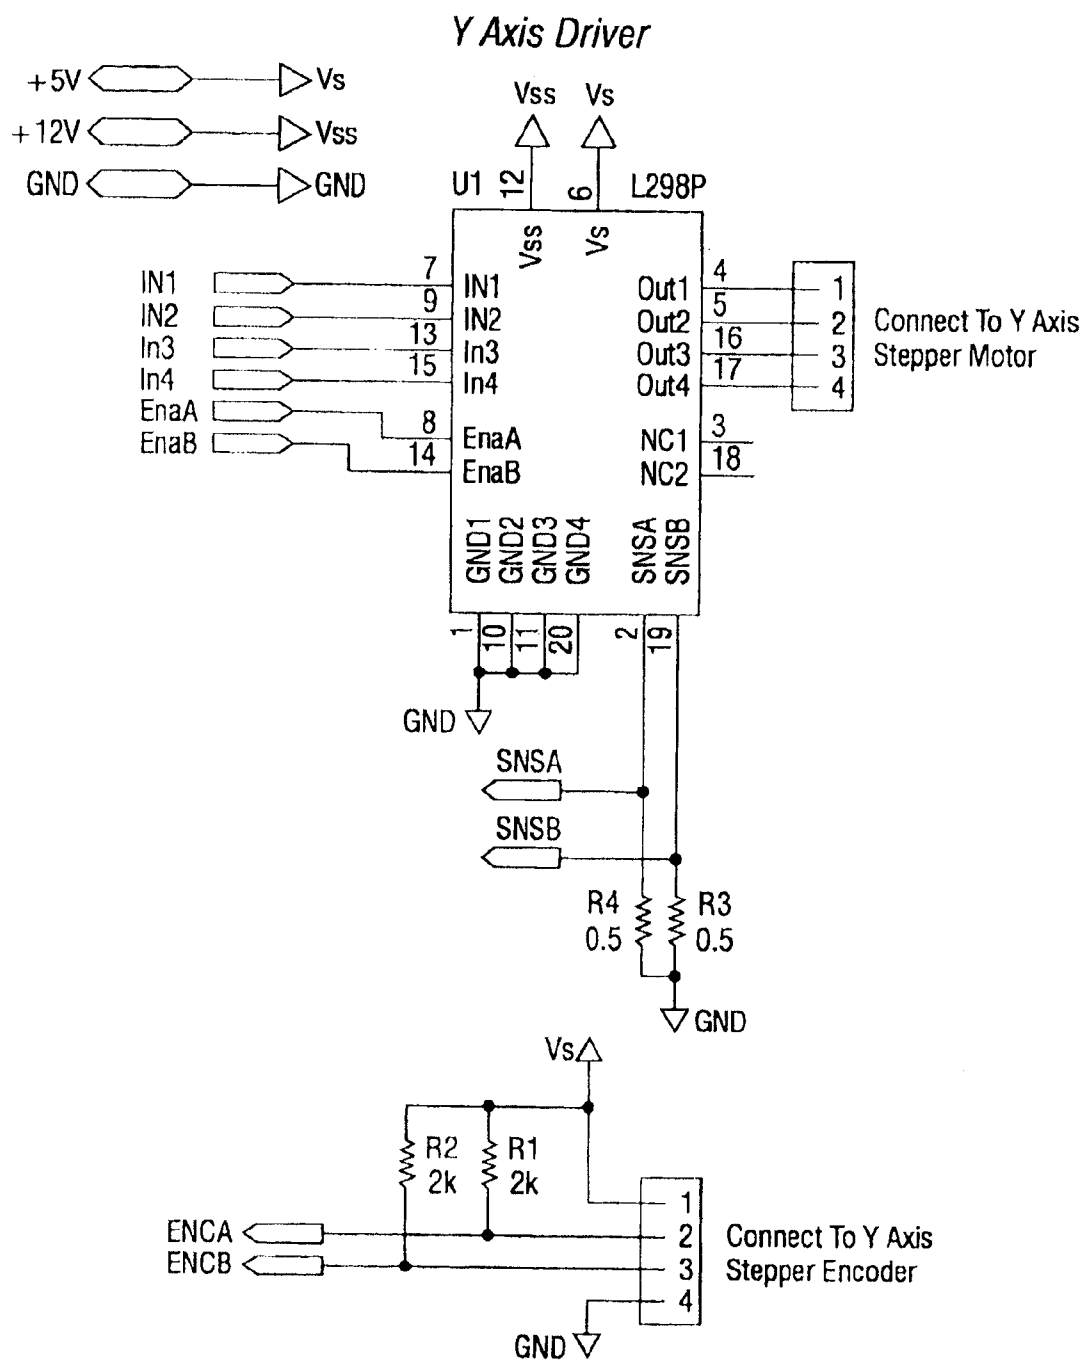 Y Axis Driver
+5V Vs
+12V Vss
GND GND
Vss Vs
U1 12 6 L298P
Vss Vs
IN1 7 IN1 Out1 4 1
IN2 9 IN2 Out2 5 2
In3 13 In3 Out3 16 3
In4 15 In4 Out4 17 4
Connect To Y Axis
Stepper Motor
EnaA 8 EnaA NC1 3
EnaB 14 EnaB NC2 18
GND1 GND2 GND3 GND4 SNSA SNSB
1 10 11 20 2 19
GND
SNSA
SNSB
R4 R3
0.5 0.5
GND
Vs
R2 R1
2k 2k
1
ENCA 2
ENCB 3
4
Connect To Y Axis
Stepper Encoder
GND